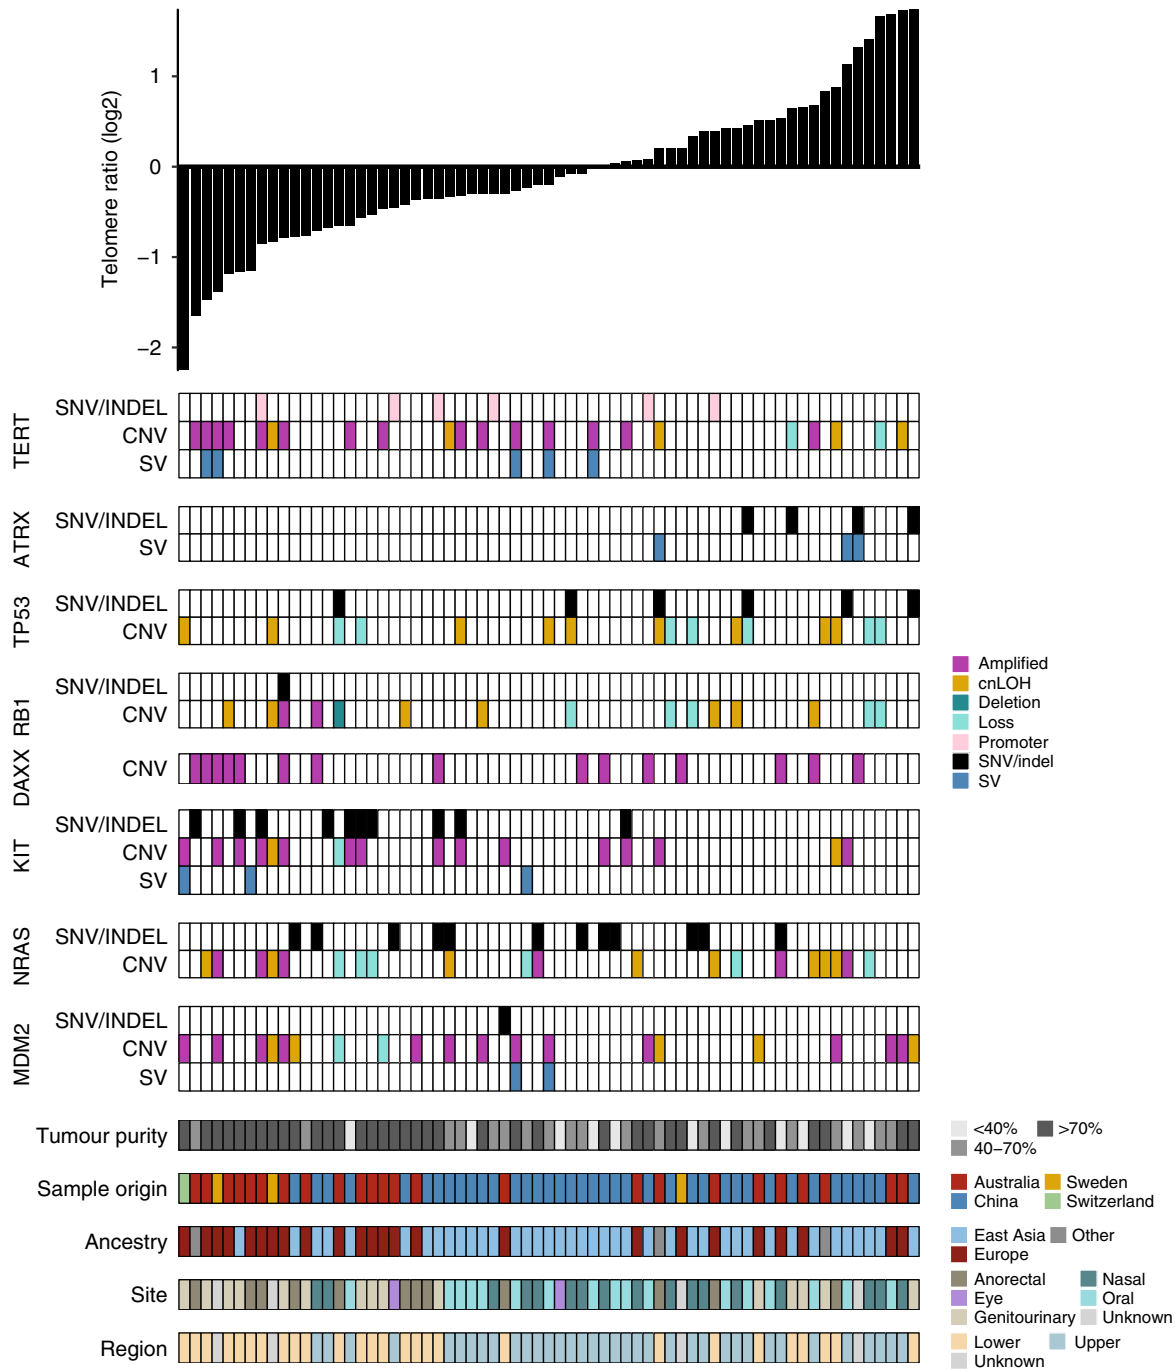 Telomere ratio (log2)
1
0
−1
−2
TERT
SNV/INDEL
CNV
SV
ATRX
SNV/INDEL
SV
TP53
SNV/INDEL
CNV
RB1
SNV/INDEL
CNV
DAXX
CNV
KIT
SNV/INDEL
CNV
SV
NRAS
SNV/INDEL
CNV
MDM2
SNV/INDEL
CNV
SV
Amplified
cnLOH
Deletion
Loss
Promoter
SNV/indel
SV
Tumour purity
<40% >70%
40−70%
Sample origin
Australia Sweden
China Switzerland
Ancestry
East Asia Other
Europe
Site
Anorectal Nasal
Eye Oral
Genitourinary Unknown
Region
Lower Upper
Unknown